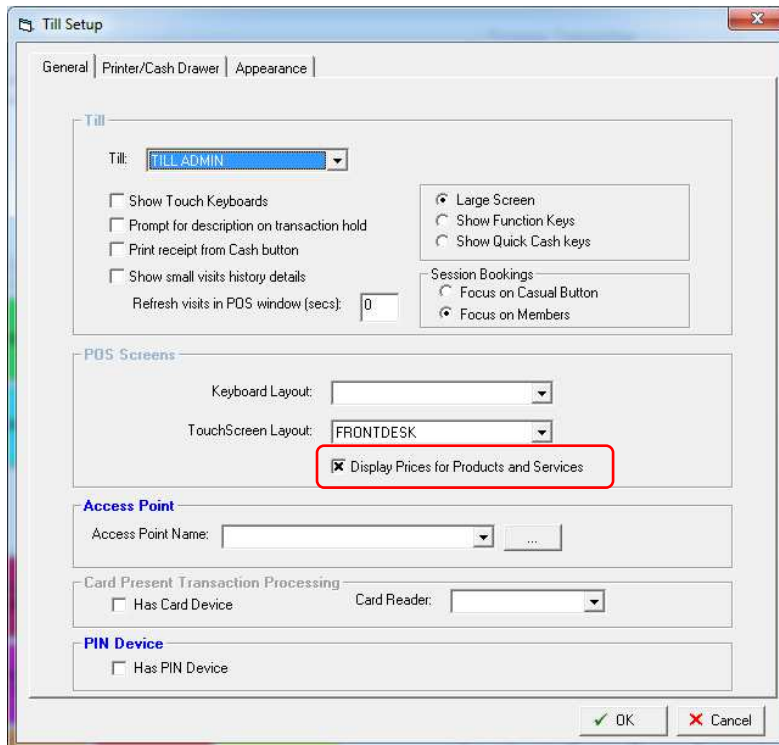 Till Setup
General Printer/Cash Drawer Appearance
Till
Till: TILL ADMIN
Show Touch Keyboards
Prompt for description on transaction hold
Print receipt from Cash button
Show small visits history details
Refresh visits in POS window (secs): 0
Large Screen
Show Function Keys
Show Quick Cash keys
Session Bookings
Focus on Casual Button
Focus on Members
POS Screens
Keyboard Layout:
TouchScreen Layout: FRONTDESK
Display Prices for Products and Services
Access Point
Access Point Name: ...
Card Present Transaction Processing
Has Card Device Card Reader:
PIN Device
Has PIN Device
OK Cancel